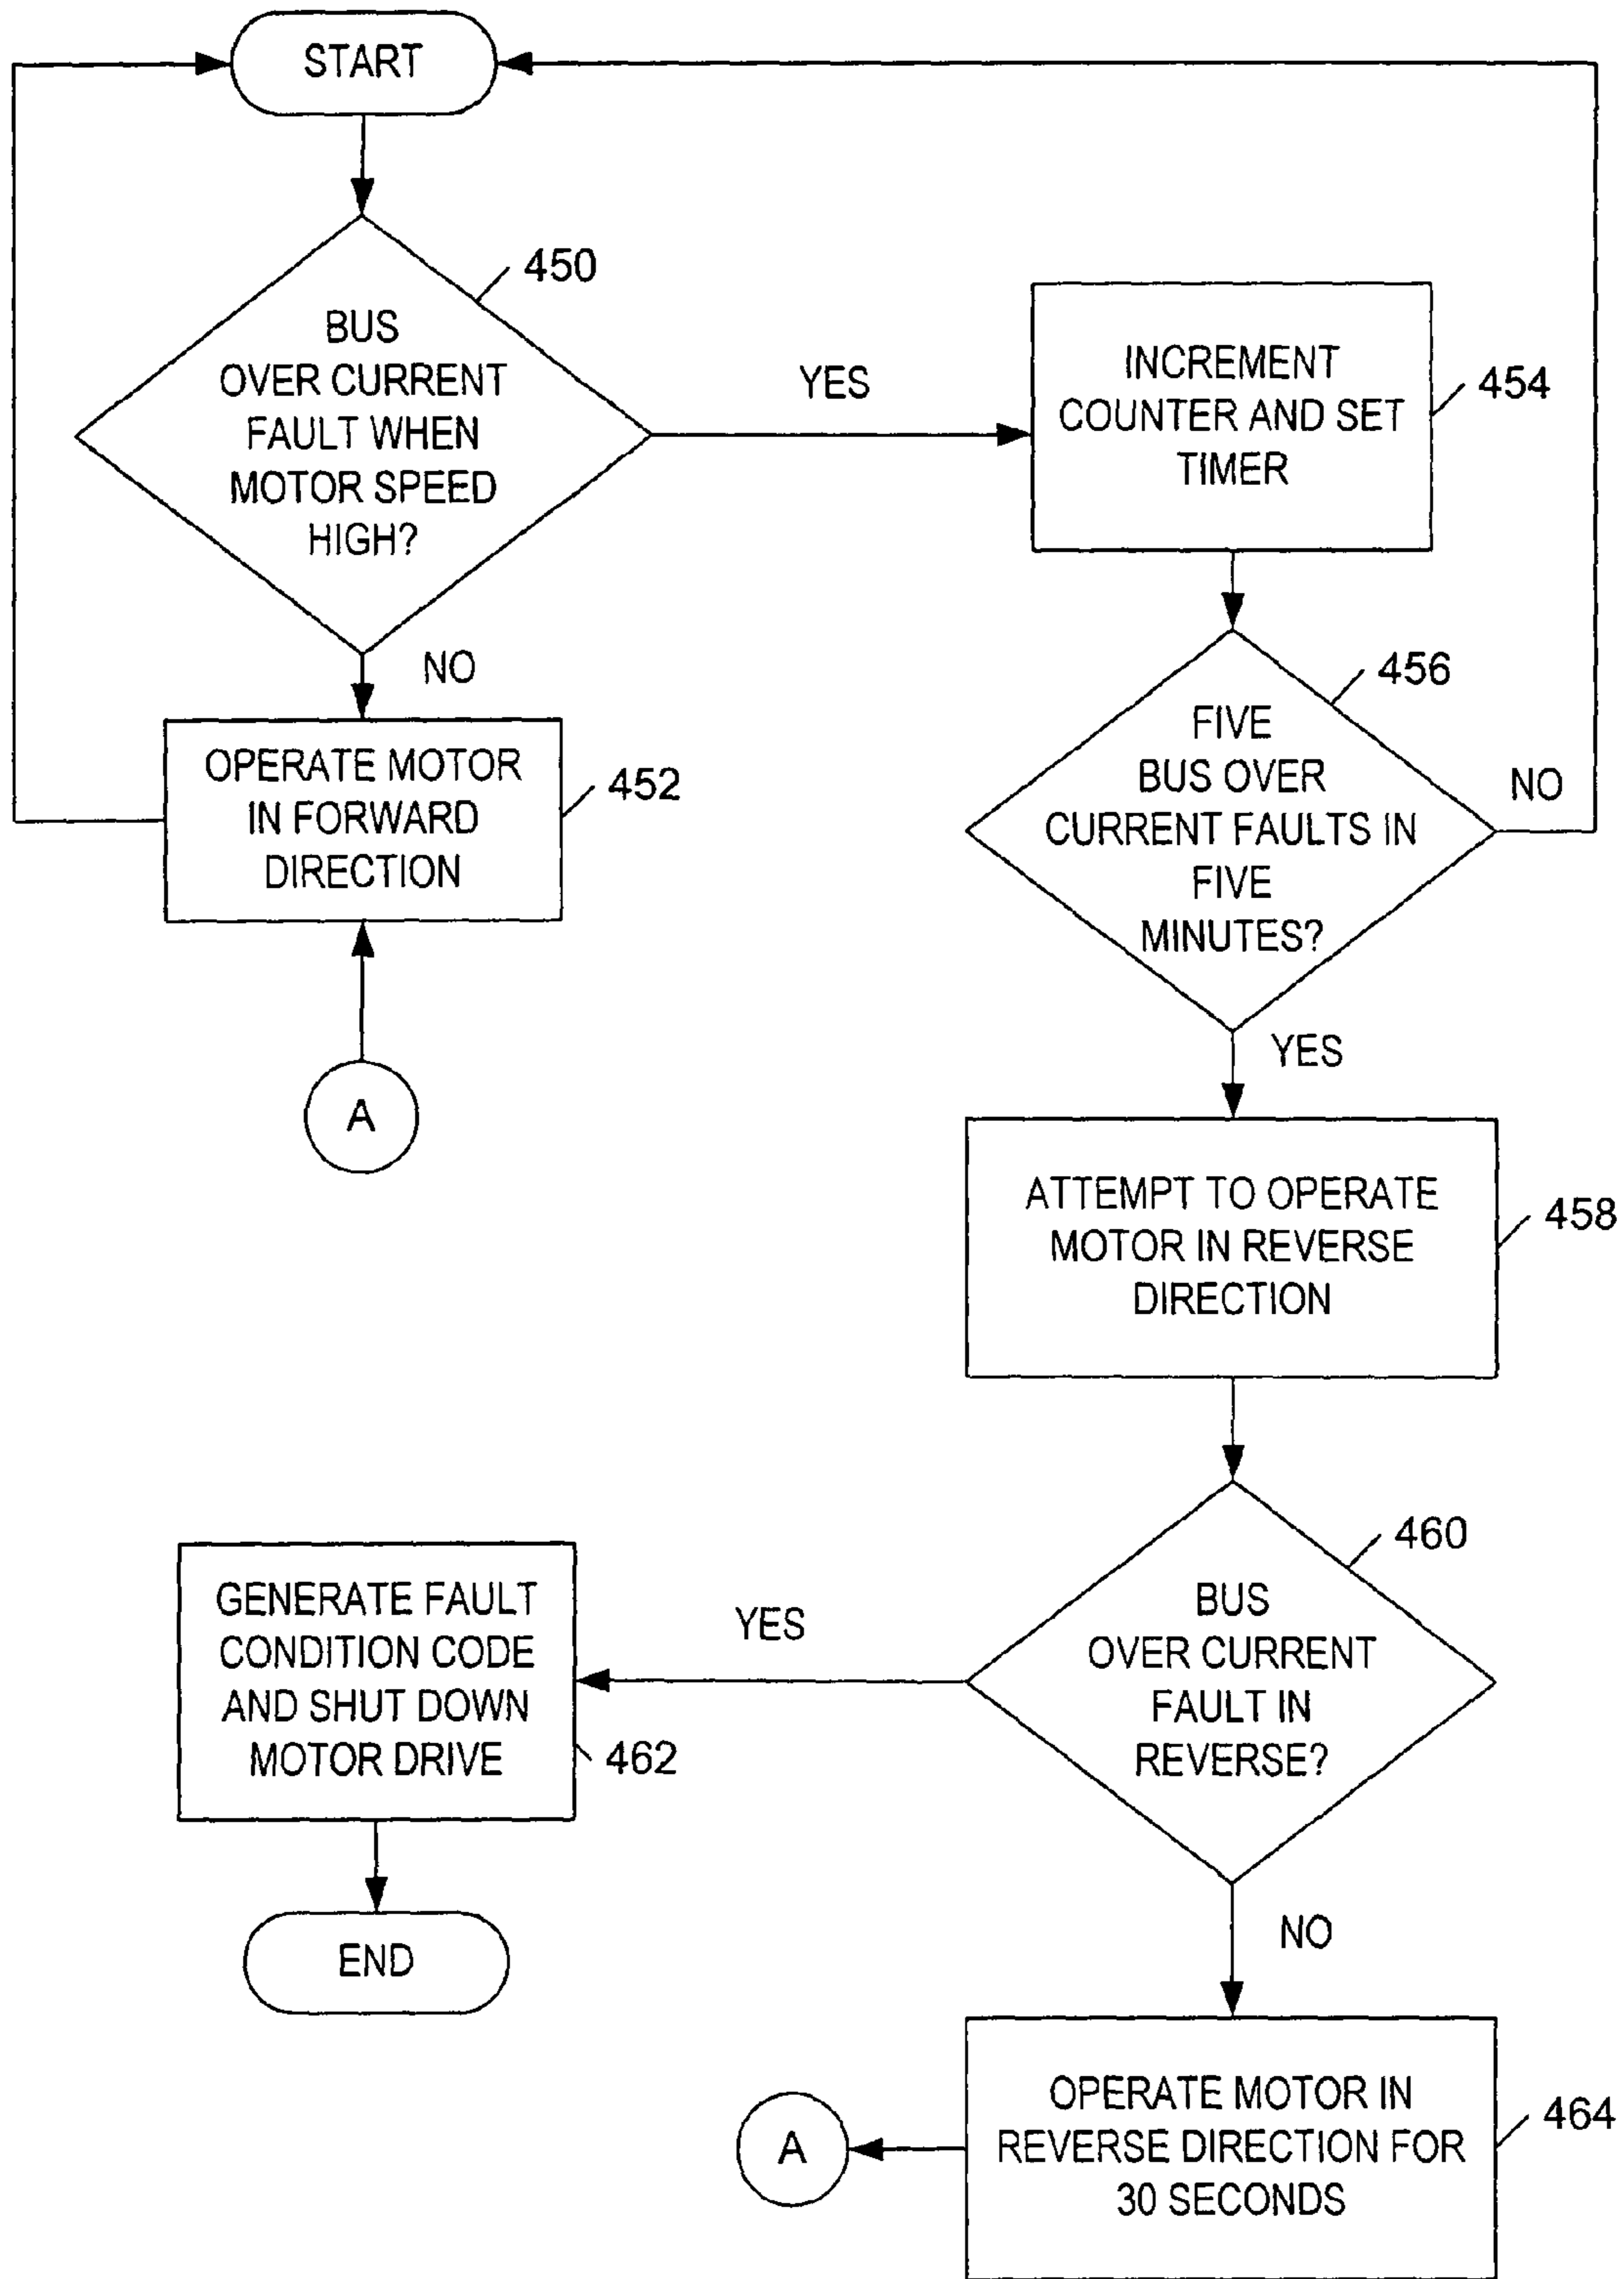 START
450
BUS
OVER CURRENT
FAULT WHEN
MOTOR SPEED
HIGH?
YES
INCREMENT
COUNTER AND SET
TIMER
454
NO
OPERATE MOTOR
IN FORWARD
DIRECTION
452
A
456
FIVE
BUS OVER
CURRENT FAULTS IN
FIVE
MINUTES?
NO
YES
ATTEMPT TO OPERATE
MOTOR IN REVERSE
DIRECTION
458
460
BUS
OVER CURRENT
FAULT IN
REVERSE?
YES
GENERATE FAULT
CONDITION CODE
AND SHUT DOWN
MOTOR DRIVE
462
END
NO
OPERATE MOTOR IN
REVERSE DIRECTION FOR
30 SECONDS
464
A